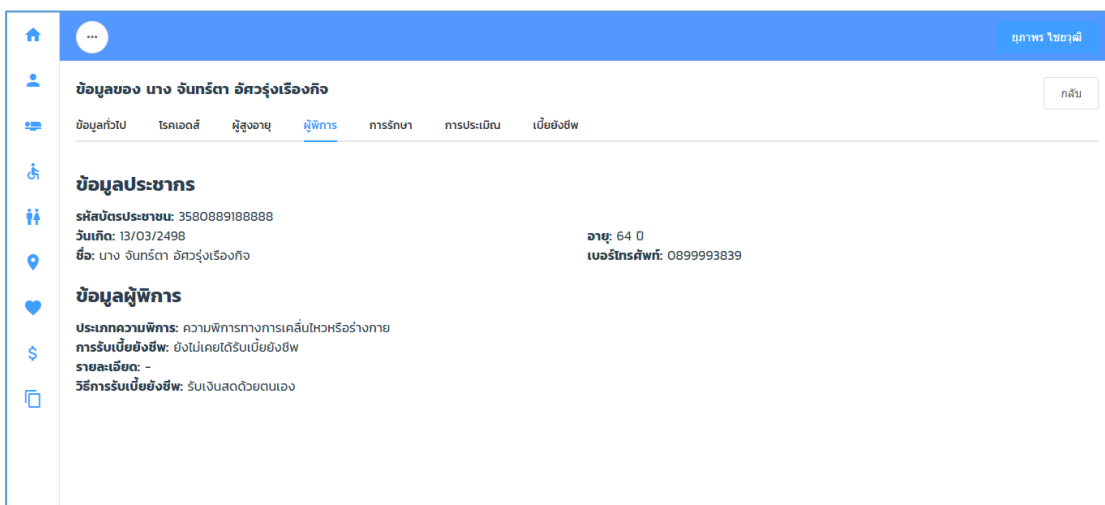 ...
ยุภาพร ไชยวุฒิ
ข้อมูลของ นาง จันทร์ตา อัศวรุ่งเรืองกิจ
กลับ
ข้อมูลทั่วไป โรคเอดส์ ผู้สูงอายุ ผู้พิการ การรักษา การประเมิณ เบี้ยยังชีพ
ข้อมูลประชากร
รหัสบัตรประชาชน: 3580889188888
วันเกิด: 13/03/2498 อายุ: 64 ปี
ชื่อ: นาง จันทร์ตา อัศวรุ่งเรืองกิจ เบอร์โทรศัพท์: 0899993839
ข้อมูลผู้พิการ
ประเภทความพิการ: ความพิการทางการเคลื่นไหวหรือร่างกาย
การรับเบี้ยยังชีพ: ยังไม่เคยได้รับเบี้ยยังชีพ
รายละเอียด: -
วิธีการรับเบี้ยยังชีพ: รับเงินสดด้วยตนเอง